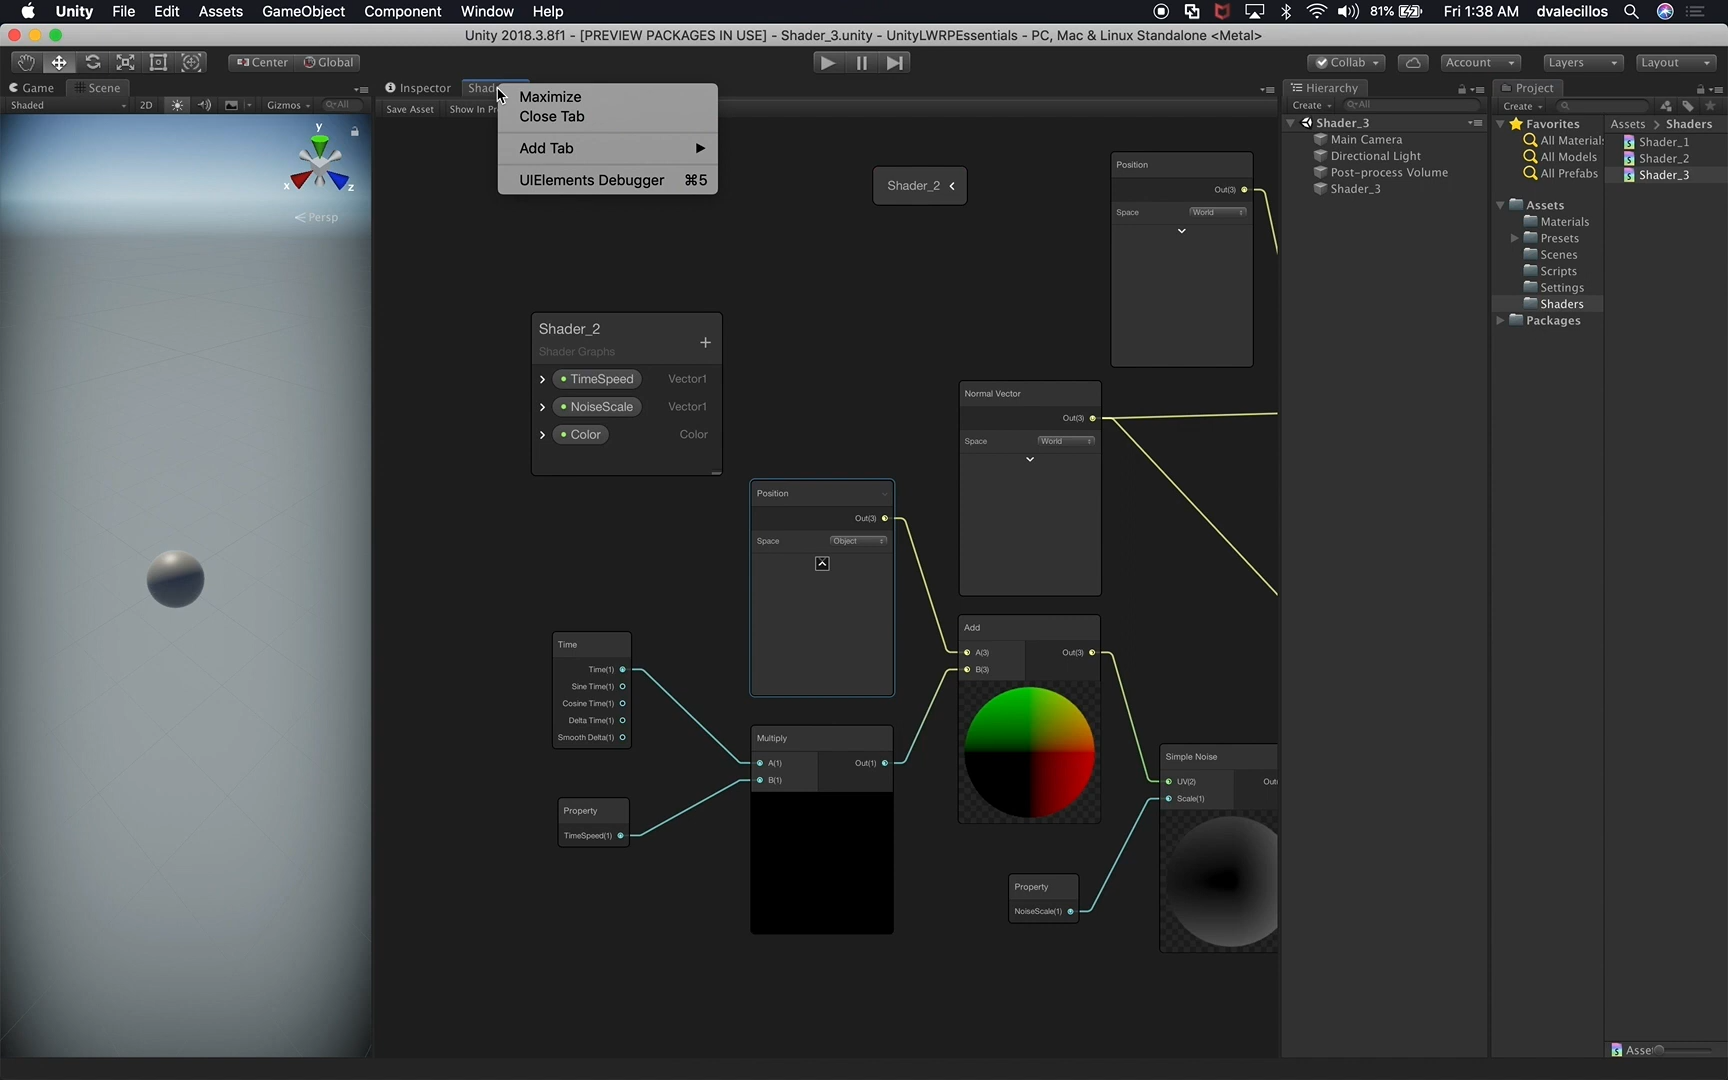 Unity File Edit Assets GameObject Component Window Help
81% Fri 1:38 AM dvalecillos
Unity 2018.3.8f1 - [PREVIEW PACKAGES IN USE] - Shader_3.unity - UnityLWRPEssentials - PC, Mac & Linux Standalone <Metal>
Center Global
Collab Account Layers Layout
Game Scene
Inspector
Hierarchy
Project
Shaded 2D Gizmos All
Save Asset
Create All
Create
Maximize
Close Tab
Add Tab
UIElements Debugger ⌘5
y
x
z
Persp
Shader_3
Main Camera
Directional Light
Post-process Volume
Shader_3
Favorites
All Models
All Prefabs
Assets
Materials
Presets
Scenes
Scripts
Settings
Shaders
Packages
Assets > Shaders
Shader_1
Shader_2
Shader_3
Shader_2
Position
Out(3)
Space World
Shader_2
Shader Graphs
TimeSpeed Vector1
NoiseScale Vector1
Color Color
Normal Vector
Out(3)
Space World
Position
Out(3)
Space Object
Time
Time(1)
Sine Time(1)
Cosine Time(1)
Delta Time(1)
Smooth Delta(1)
Add
A(3) Out(3)
B(3)
Multiply
A(1) Out(1)
B(1)
Property
TimeSpeed(1)
Simple Noise
UV(2)
Scale(1)
Property
NoiseScale(1)